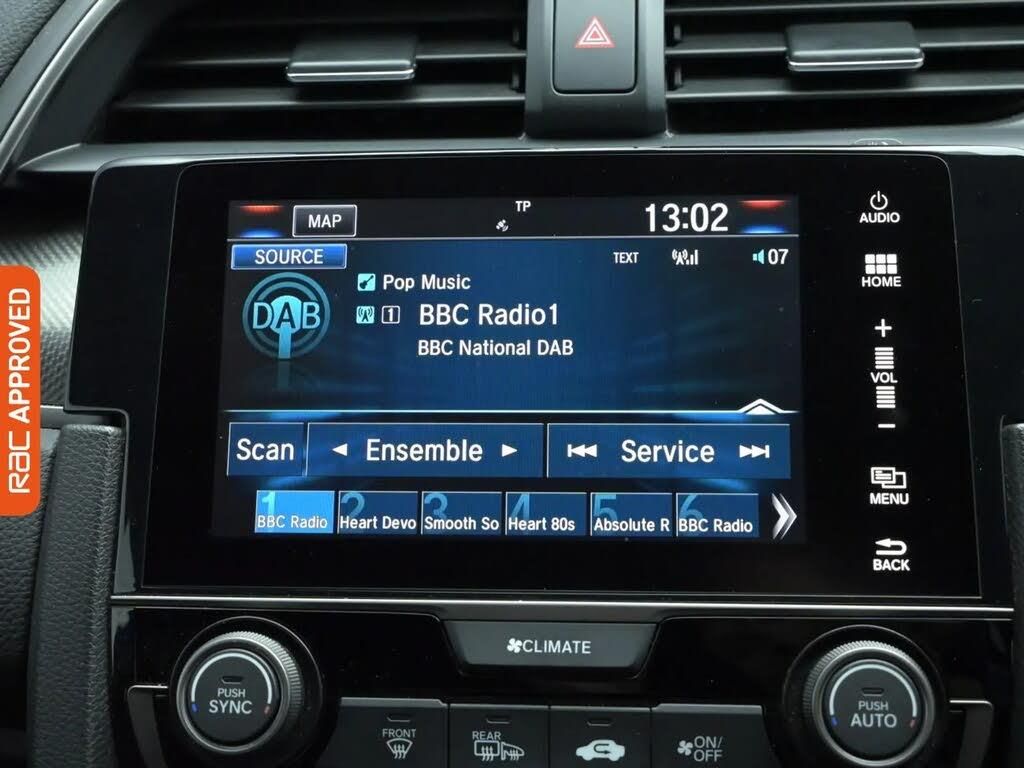 TP
MAP
13:02
SOURCE
TEXT
07
DAB
Pop Music
1 BBC Radio1
BBC National DAB
Scan
Ensemble
Service
1 BBC Radio
2 Heart Devo
3 Smooth So
4 Heart 80s
5 Absolute R
6 BBC Radio
AUDIO
HOME
+
VOL
-
MENU
BACK
CLIMATE
PUSH
SYNC
FRONT
REAR
ON/
OFF
PUSH
AUTO
rac APPROVED